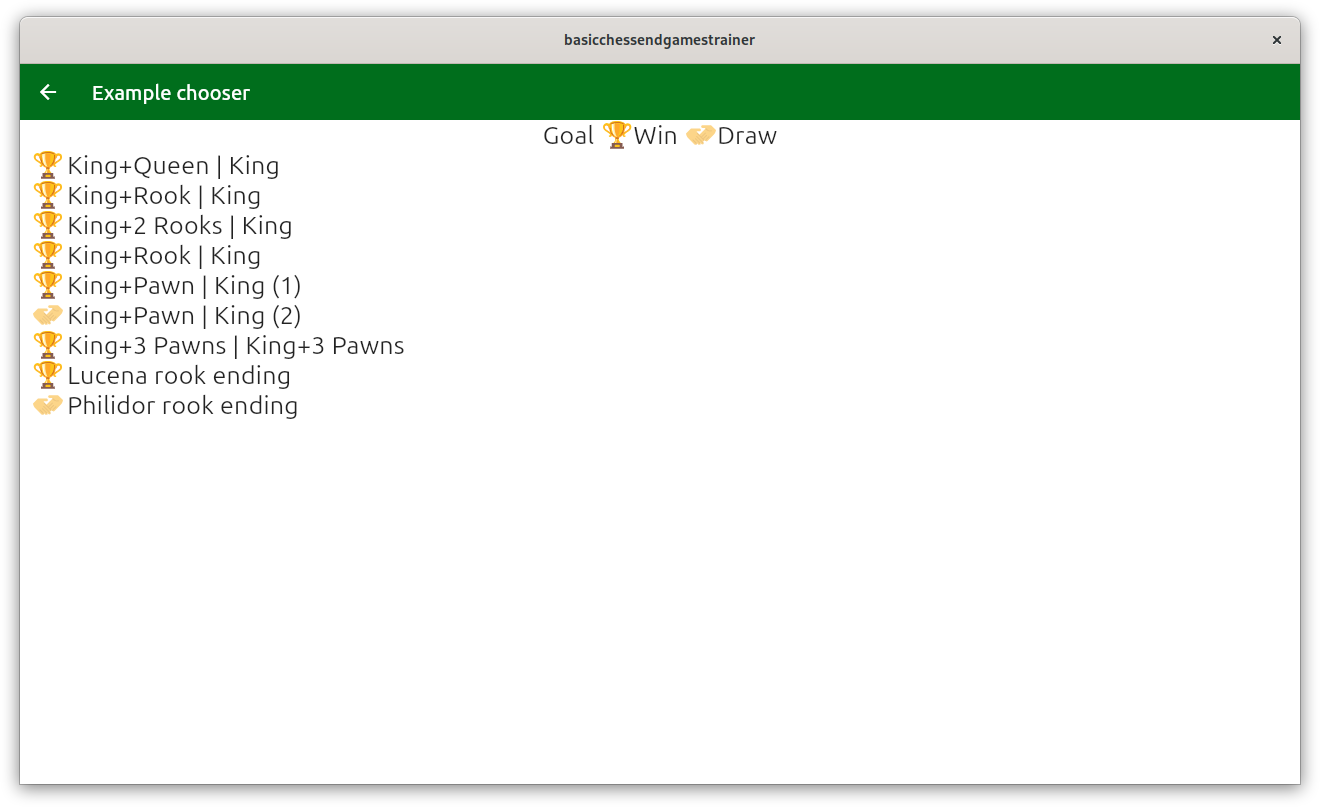 basicchessendgamestrainer
Example chooser
Goal 🏆Win 🤝Draw
🏆King+Queen | King
🏆King+Rook | King
🏆King+2 Rooks | King
🏆King+Rook | King
🏆King+Pawn | King (1)
🤝King+Pawn | King (2)
🏆King+3 Pawns | King+3 Pawns
🏆Lucena rook ending
🤝Philidor rook ending